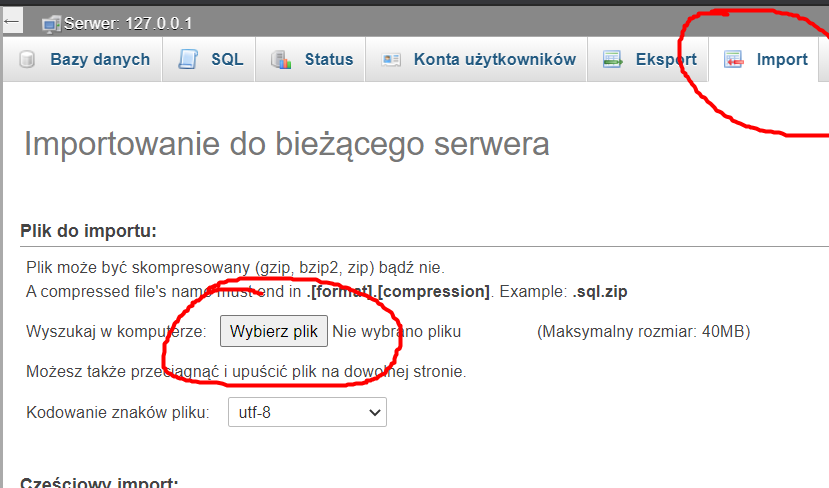 Serwer: 127.0.0.1
Bazy danych SQL Status Konta użytkowników Eksport Import
Importowanie do bieżącego serwera
Plik do importu:
Plik może być skompresowany (gzip, bzip2, zip) bądź nie.
A compressed file's name must end in .[format].[compression]. Example: .sql.zip
Wyszukaj w komputerze: Wybierz plik Nie wybrano pliku (Maksymalny rozmiar: 40MB)
Możesz także przeciągnąć i upuścić plik na dowolnej stronie.
Kodowanie znaków pliku: utf-8
Częściowy import: